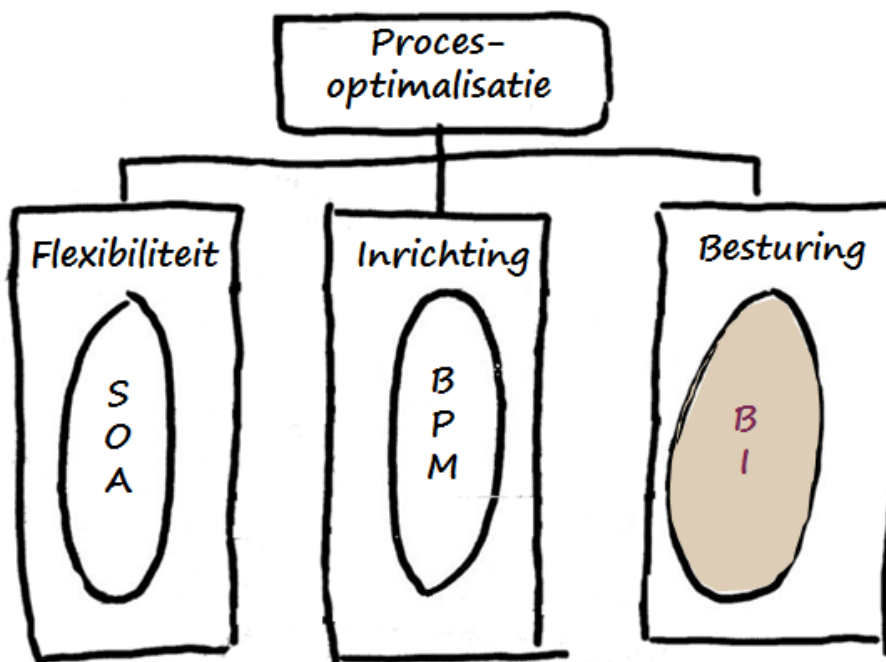 Proces-
optimalisatie
Flexibiliteit
S
O
A
Inrichting
B
P
M
Besturing
B
I